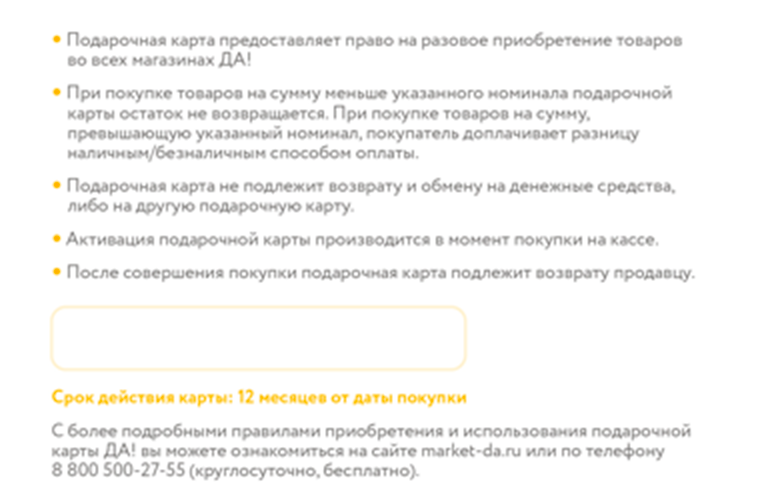 • Подарочная карта предоставляет право на разовое приобретение товаров
во всех магазинах ДА!
• При покупке товаров на сумму меньше указанного номинала подарочной
карты остаток не возвращается. При покупке товаров на сумму,
превышающую указанный номинал, покупатель доплачивает разницу
наличным/безналичным способом оплаты.
• Подарочная карта не подлежит возврату и обмену на денежные средства,
либо на другую подарочную карту.
• Активация подарочной карты производится в момент покупки на кассе.
• После совершения покупки подарочная карта подлежит возврату продавцу.
Срок действия карты: 12 месяцев от даты покупки
С более подробными правилами приобретения и использования подарочной
карты ДА! вы можете ознакомиться на сайте market-da.ru или по телефону
8 800 500-27-55 (круглосуточно, бесплатно).